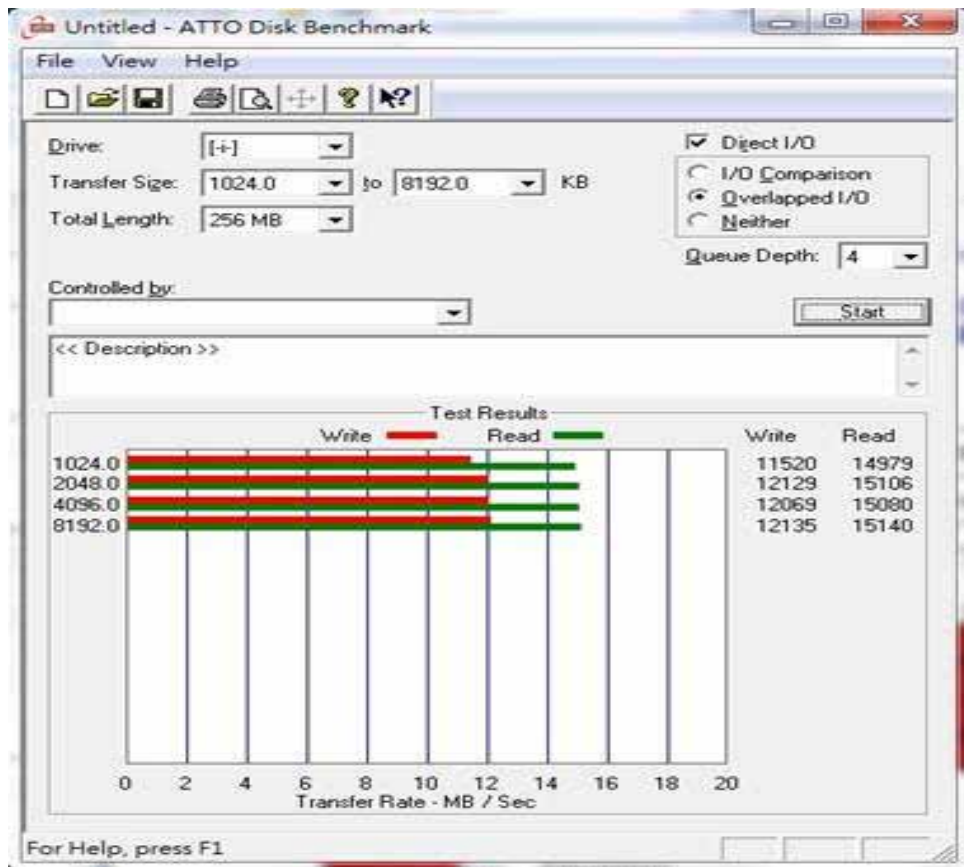 Untitled - ATTO Disk Benchmark
File View Help
Drive: [-i-]
Transfer Size: 1024.0 to 8192.0 KB
Total Length: 256 MB
Direct I/O
I/O Comparison
Overlapped I/O
Neither
Queue Depth: 4
Controlled by:
Start
<< Description >>
Test Results
Write Read Write Read
1024.0 11520 14979
2048.0 12129 15106
4096.0 12069 15080
8192.0 12135 15140
0 2 4 6 8 10 12 14 16 18 20
Transfer Rate - MB / Sec
For Help, press F1